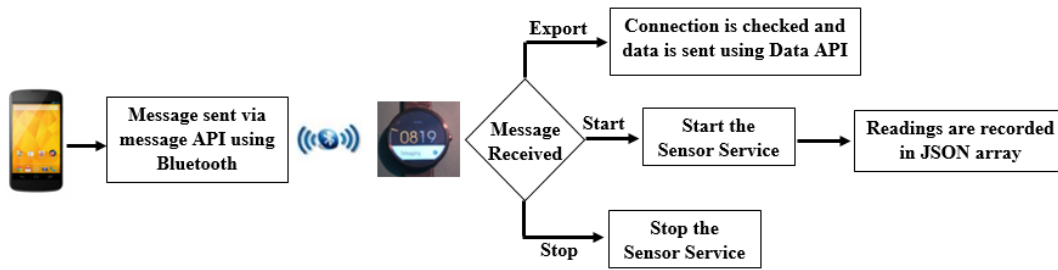 Message sent via
message API using
Bluetooth
0819
Message
Received
Export
Connection is checked and
data is sent using Data API
Start
Start the
Sensor Service
Readings are recorded
in JSON array
Stop
Stop the
Sensor Service